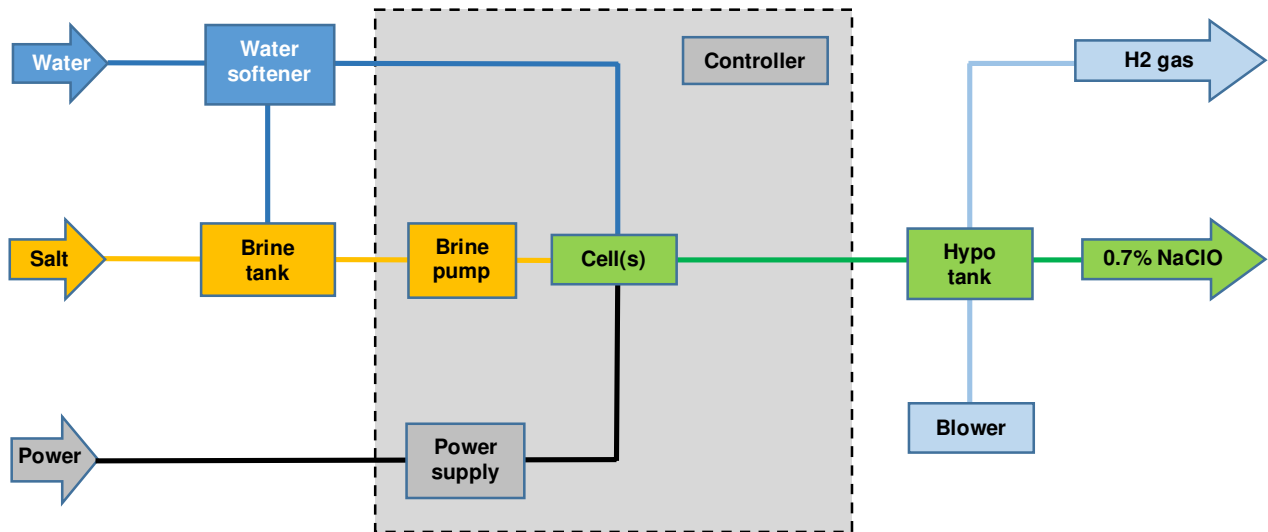 Water
Water
softener
Controller
H2 gas
Salt
Brine
tank
Brine
pump
Cell(s)
Hypo
tank
0.7% NaClO
Power
Power
supply
Blower